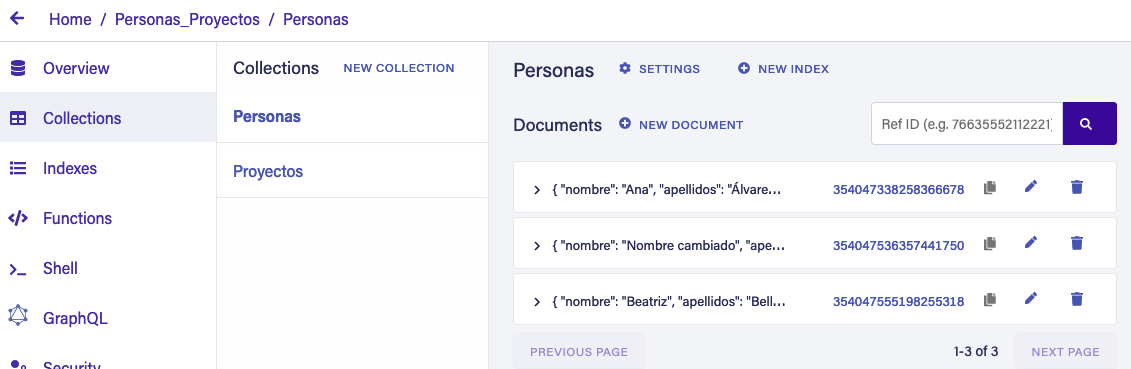 Home / Personas_Proyectos / Personas
Overview
Collections
Indexes
Functions
Shell
GraphQL
Security
Collections NEW COLLECTION
Personas
Proyectos
Personas SETTINGS NEW INDEX
Documents NEW DOCUMENT Ref ID (e.g. 76635552112221)
{ "nombre": "Ana", "apellidos": "Álvare... 354047338258366678
{ "nombre": "Nombre cambiado", "ape... 354047536357441750
{ "nombre": "Beatriz", "apellidos": "Bell... 354047555198255318
PREVIOUS PAGE 1-3 of 3 NEXT PAGE